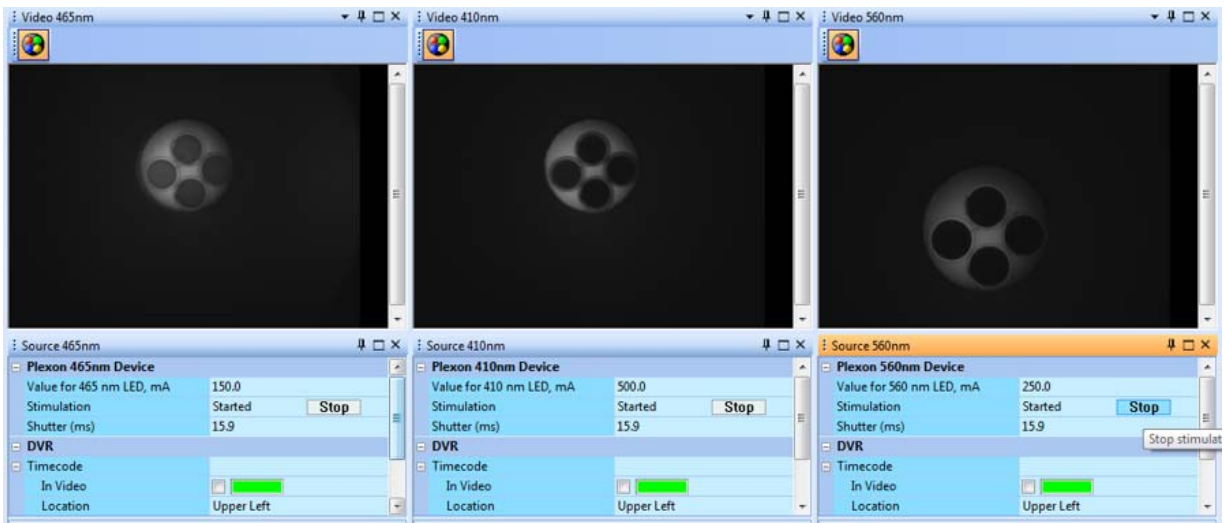 Video 465nm
Video 410nm
Video 560nm
Source 465nm
Plexon 465nm Device
Value for 465 nm LED, mA 150.0
Stimulation Started Stop
Shutter (ms) 15.9
DVR
Timecode
In Video
Location Upper Left
Source 410nm
Plexon 410nm Device
Value for 410 nm LED, mA 500.0
Stimulation Started Stop
Shutter (ms) 15.9
DVR
Timecode
In Video
Location Upper Left
Source 560nm
Plexon 560nm Device
Value for 560 nm LED, mA 250.0
Stimulation Started Stop
Shutter (ms) 15.9
Stop stimulat
DVR
Timecode
In Video
Location Upper Left